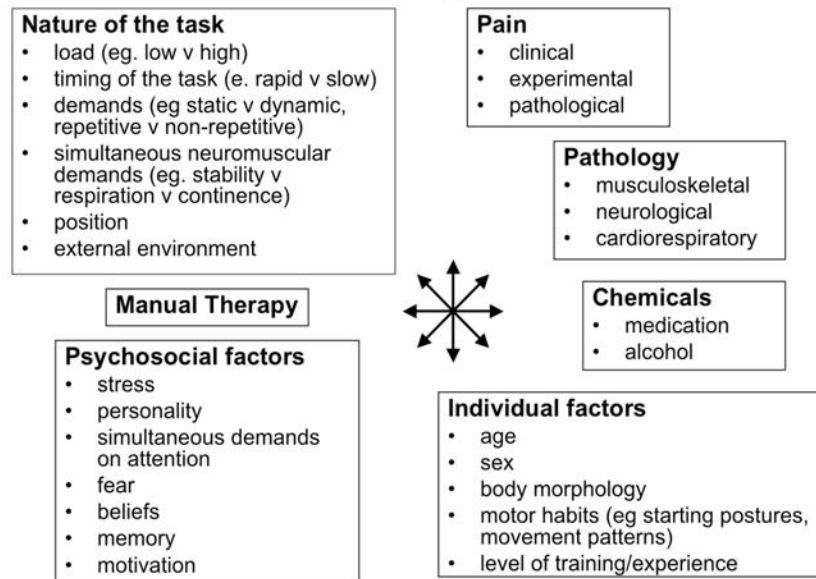 Nature of the task
• load (eg. low v high)
• timing of the task (e. rapid v slow)
• demands (eg static v dynamic,
repetitive v non-repetitive)
• simultaneous neuromuscular
demands (eg. stability v
respiration v continence)
• position
• external environment
Pain
• clinical
• experimental
• pathological
Pathology
• musculoskeletal
• neurological
• cardiorespiratory
Manual Therapy
Chemicals
• medication
• alcohol
Psychosocial factors
• stress
• personality
• simultaneous demands
on attention
• fear
• beliefs
• memory
• motivation
Individual factors
• age
• sex
• body morphology
• motor habits (eg starting postures,
movement patterns)
• level of training/experience